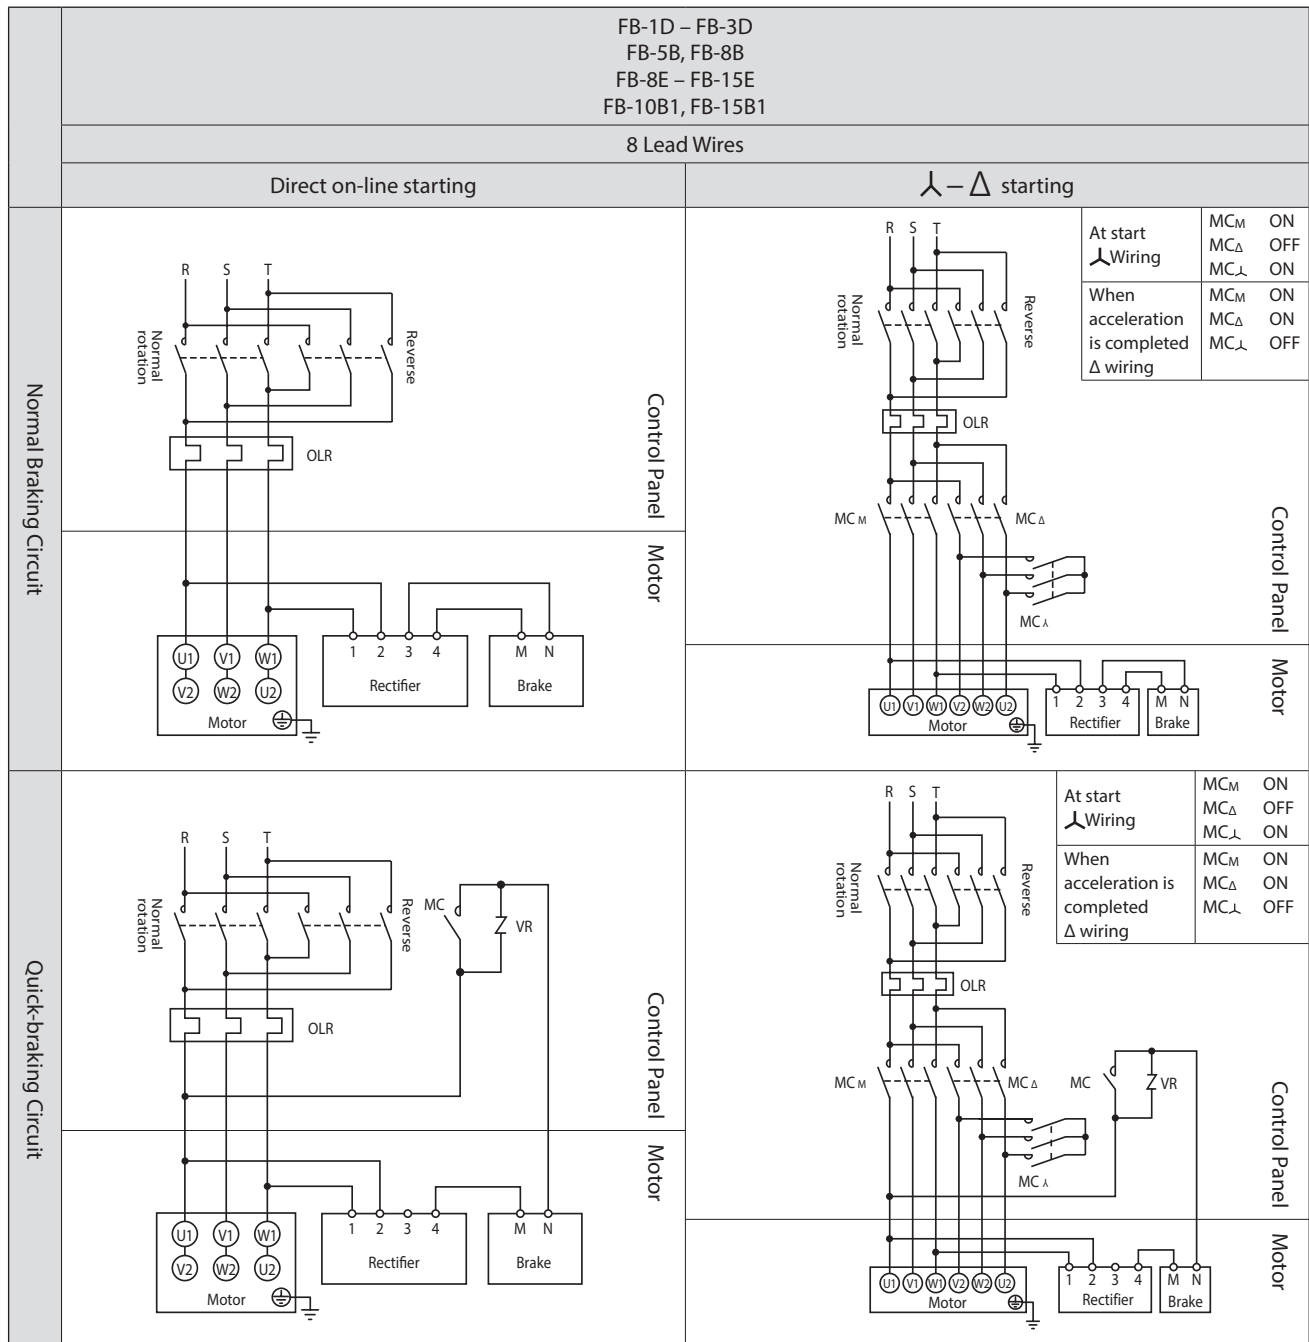 FB-1D – FB-3D
FB-5B, FB-8B
FB-8E – FB-15E
FB-10B1, FB-15B1
8 Lead Wires
Direct on-line starting
⅄ – Δ starting
Normal Braking Circuit
R S T
Normal
rotation
Reverse
OLR
Control Panel
Motor
U1 V1 W1
V2 W2 U2
Motor
1 2 3 4
Rectifier
M N
Brake
R S T
Normal
rotation
Reverse
At start
⅄Wiring
MCM ON
MCΔ OFF
MC⅄ ON
When
acceleration
is completed
Δ wiring
MCM ON
MCΔ ON
MC⅄ OFF
OLR
MCM
MCΔ
MC⅄
Control Panel
Motor
U1 V1 W1 V2 W2 U2
Motor
1 2 3 4
Rectifier
M N
Brake
Quick-braking Circuit
R S T
Normal
rotation
Reverse
MC
VR
OLR
Control Panel
Motor
U1 V1 W1
V2 W2 U2
Motor
1 2 3 4
Rectifier
M N
Brake
R S T
Normal
rotation
Reverse
At start
⅄Wiring
MCM ON
MCΔ OFF
MC⅄ ON
When
acceleration is
completed
Δ wiring
MCM ON
MCΔ ON
MC⅄ OFF
OLR
MCM
MCΔ
MC
VR
MC⅄
Control Panel
Motor
U1 V1 W1 V2 W2 U2
Motor
1 2 3 4
Rectifier
M N
Brake